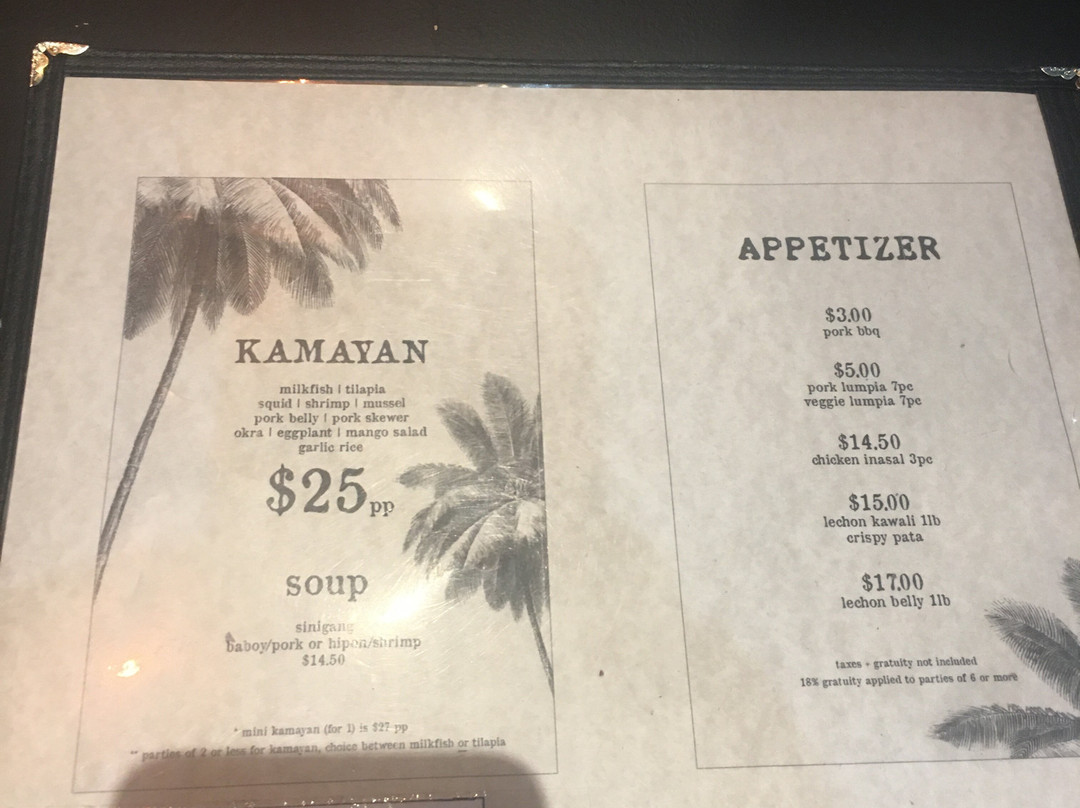 KAMAYAN
milkfish | tilapia
squid | shrimp | mussel
pork belly | pork skewer
okra | eggplant | mango salad
garlic rice
$25 pp
soup
sinigang
baboy/pork or hipon/shrimp
$14.50
* mini kamayan (for 1) is $27 pp
** parties of 2 or less for kamayan, choice between milkfish or tilapia
APPETIZER
$3.00
pork bbq
$5.00
pork lumpia 7pc
veggie lumpia 7pc
$14.50
chicken inasal 3pc
$15.00
lechon kawali 1lb
crispy pata
$17.00
lechon belly 1lb
taxes + gratuity not included
18% gratuity applied to parties of 6 or more